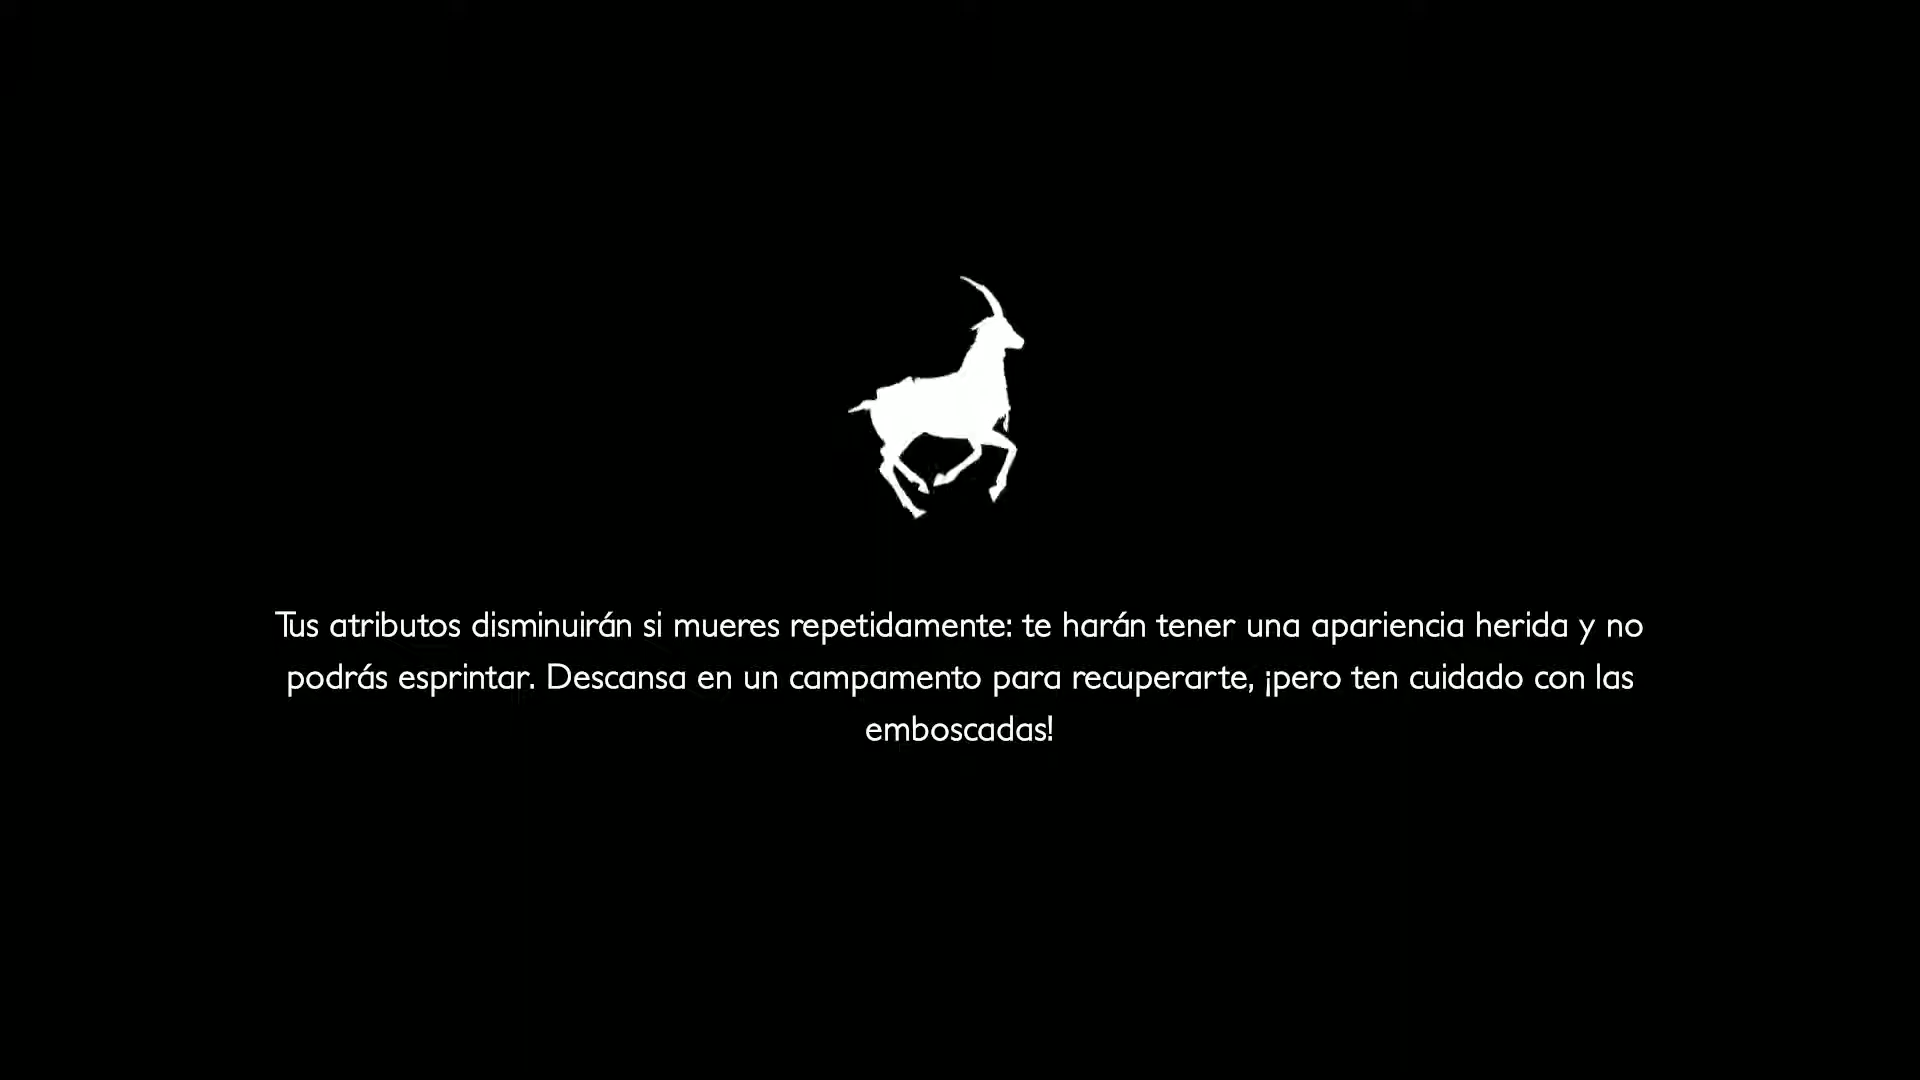 Tus atributos disminuirán si mueres repetidamente: te harán tener una apariencia herida y no
podrás esprintar. Descansa en un campamento para recuperarte, ¡pero ten cuidado con las
emboscadas!